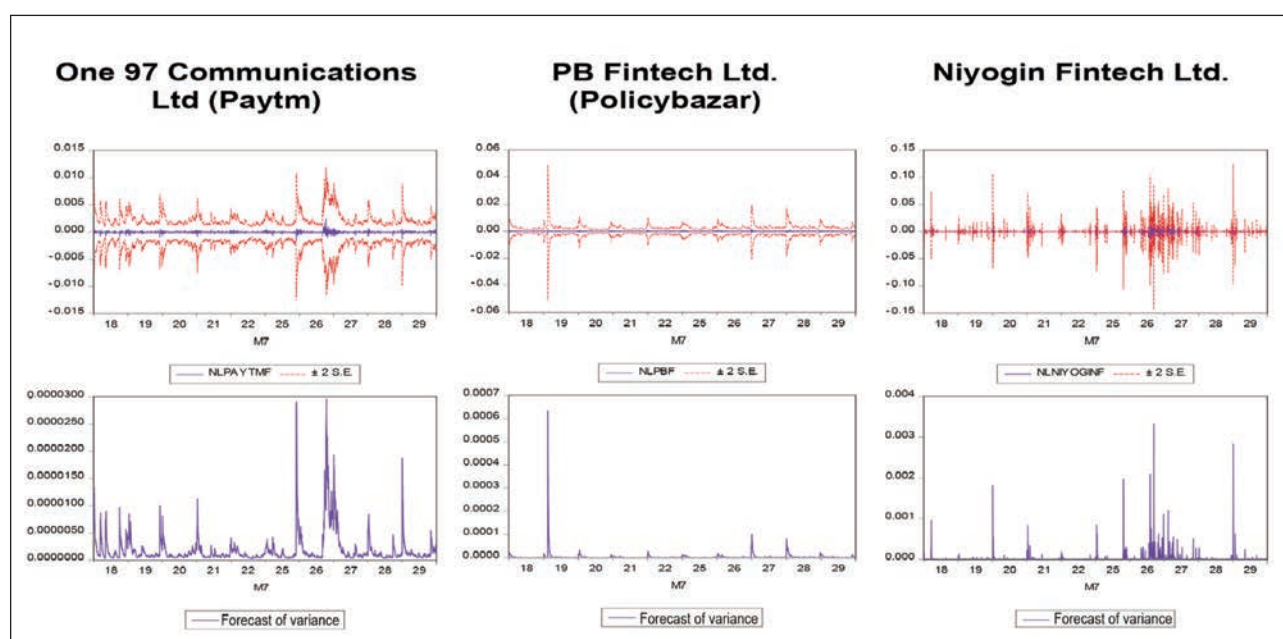 One 97 Communications
Ltd (Paytm)
PB Fintech Ltd.
(Policybazar)
Niyogin Fintech Ltd.
0.015
0.010
0.005
0.000
-0.005
-0.010
-0.015
18 19 20 21 22 25 26 27 28 29
M7
NLPAYTMF ± 2 S.E.
0.06
0.04
0.02
0.00
-0.02
-0.04
-0.06
18 19 20 21 22 25 26 27 28 29
M7
NLPBF ± 2 S.E.
0.15
0.10
0.05
0.00
-0.05
-0.10
-0.15
18 19 20 21 22 25 26 27 28 29
M7
NLNIYOGINF ± 2 S.E.
0.0000300
0.0000250
0.0000200
0.0000150
0.0000100
0.0000050
0.0000000
18 19 20 21 22 25 26 27 28 29
M7
Forecast of variance
0.0007
0.0006
0.0005
0.0004
0.0003
0.0002
0.0001
0.0000
18 19 20 21 22 25 26 27 28 29
M7
Forecast of variance
0.004
0.003
0.002
0.001
0.000
18 19 20 21 22 25 26 27 28 29
M7
Forecast of variance